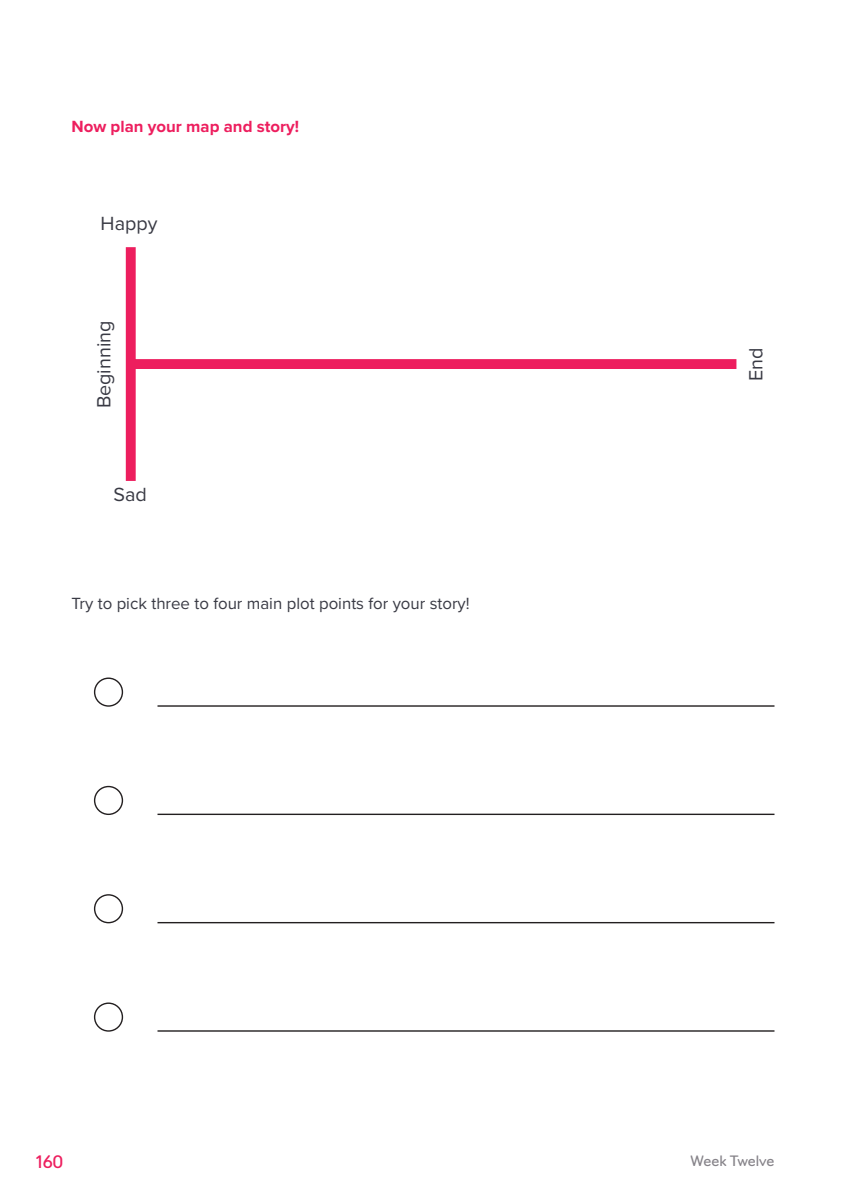 Now plan your map and story!
Happy
Beginning
End
Sad
Try to pick three to four main plot points for your story!
160
Week Twelve